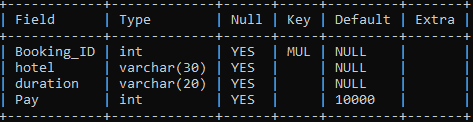 +------------+-------------+------+-----+---------+-------+
| Field      | Type        | Null | Key | Default | Extra |
+------------+-------------+------+-----+---------+-------+
| Booking_ID | int         | YES  | MUL | NULL    |       |
| hotel      | varchar(30) | YES  |     | NULL    |       |
| duration   | varchar(20) | YES  |     | NULL    |       |
| Pay        | int         | YES  |     | 10000   |       |
+------------+-------------+------+-----+---------+-------+